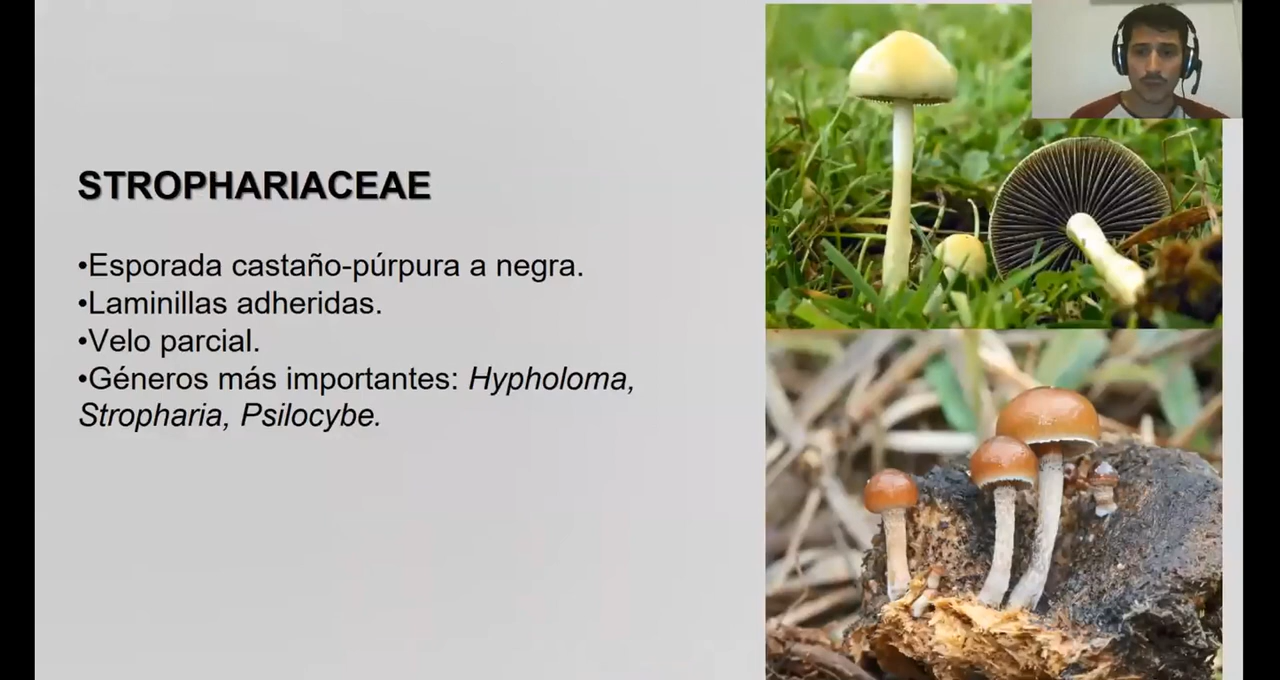 STROPHARIACEAE
•Esporada castaño-púrpura a negra.
•Laminillas adheridas.
•Velo parcial.
•Géneros más importantes: Hypholoma,
Stropharia, Psilocybe.